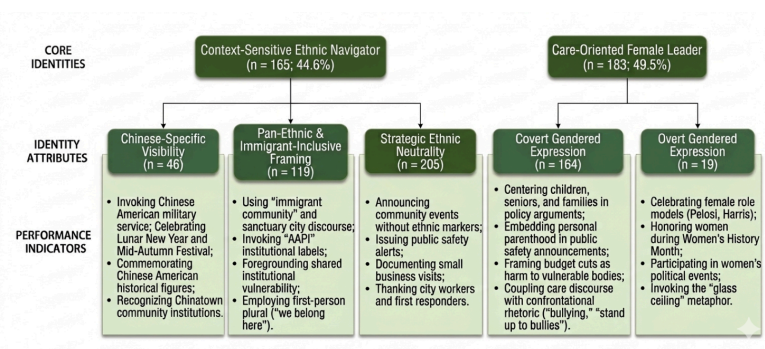 CORE
IDENTITIES
Context-Sensitive Ethnic Navigator
(n = 165; 44.6%)
Care-Oriented Female Leader
(n = 183; 49.5%)
IDENTITY
ATTRIBUTES
Chinese-Specific
Visibility
(n = 46)
Pan-Ethnic &
Immigrant-Inclusive
Framing
(n = 119)
Strategic Ethnic
Neutrality
(n = 205)
Covert Gendered
Expression
(n = 164)
Overt Gendered
Expression
(n = 19)
PERFORMANCE
INDICATORS
• Invoking Chinese
American military
service; Celebrating
Lunar New Year and
Mid-Autumn Festival;
• Commemorating
Chinese American
historical figures;
• Recognizing Chinatown
community institutions.
• Using “immigrant
community” and
sanctuary city discourse;
• Invoking “AAPI”
institutional labels;
• Foregrounding shared
institutional
vulnerability;
• Employing first-person
plural (“we belong
here”).
• Announcing
community events
without ethnic markers;
• Issuing public safety
alerts;
• Documenting small
business visits;
• Thanking city workers
and first responders.
• Centering children,
seniors, and families in
policy arguments;
• Embedding personal
parenthood in public
safety announcements;
• Framing budget cuts as
harm to vulnerable bodies;
• Coupling care discourse
with confrontational
rhetoric (“bullying,” “stand
up to bullies”).
• Celebrating female role
models (Pelosi, Harris);
• Honoring women
during Women's History
Month;
• Participating in women's
political events;
• Invoking the “glass
ceiling” metaphor.